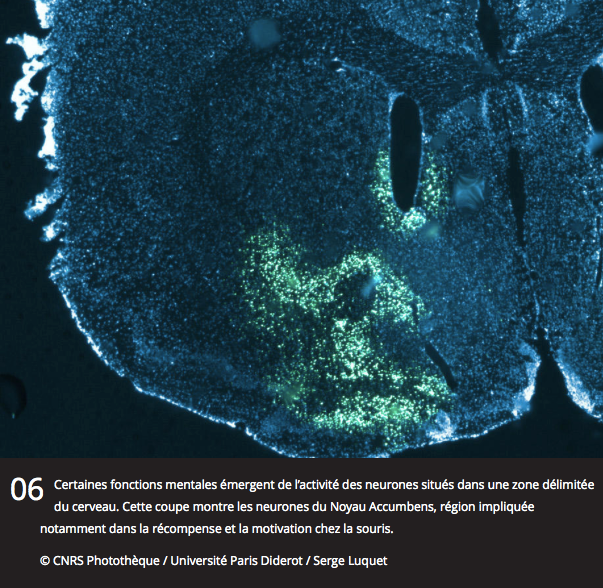 06 Certaines fonctions mentales émergent de l'activité des neurones situés dans une zone délimitée
du cerveau. Cette coupe montre les neurones du Noyau Accumbens, région impliquée
notamment dans la récompense et la motivation chez la souris.
© CNRS Photothèque / Université Paris Diderot / Serge Luquet